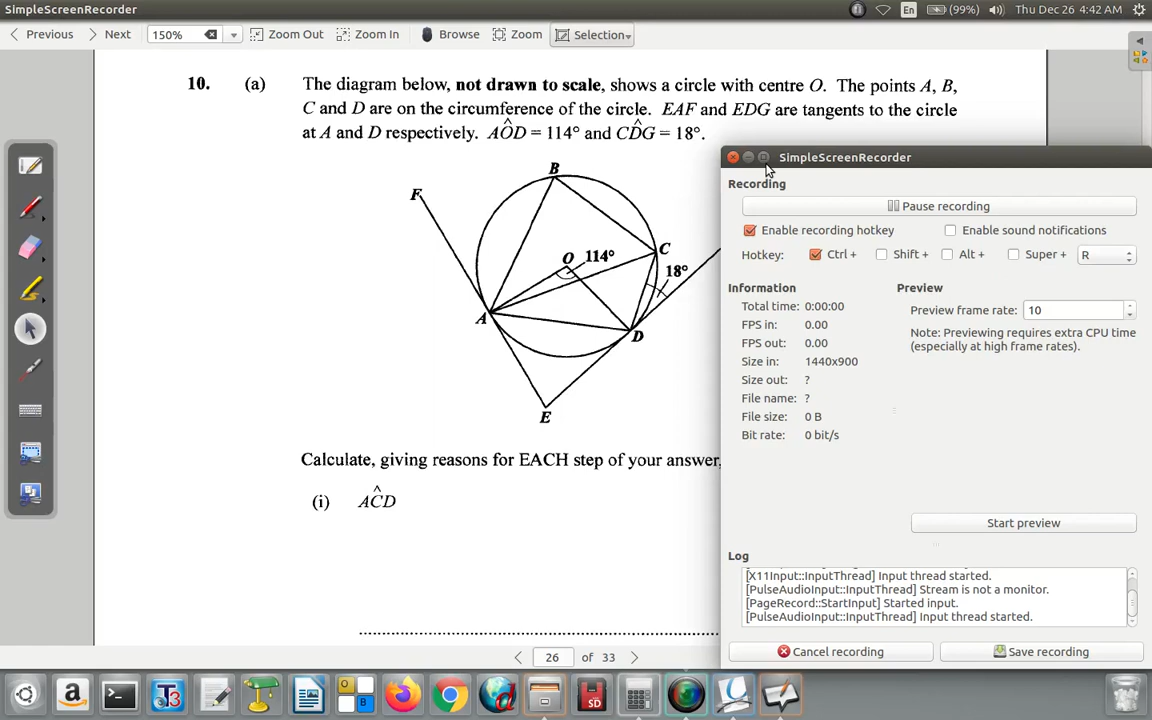 SimpleScreenRecorder
En (99%) Thu Dec 26 4:42 AM
Previous Next 150% Zoom Out Zoom In Browse Zoom Selection
10. (a) The diagram below, not drawn to scale, shows a circle with centre O. The points A, B,
C and D are on the circumference of the circle. EAF and EDG are tangents to the circle
at A and D respectively. AÔD = 114° and CD̂G = 18°.
B
F
C
O 114°
18°
A
D
E
Calculate, giving reasons for EACH step of your answer,
(i) AĈD
26 of 33
SimpleScreenRecorder
Recording
Pause recording
Enable recording hotkey Enable sound notifications
Hotkey: Ctrl + Shift + Alt + Super + R
Information Preview
Total time: 0:00:00
Preview frame rate: 10
FPS in: 0.00
FPS out: 0.00
Note: Previewing requires extra CPU time
(especially at high frame rates).
Size in: 1440x900
Size out: ?
File name: ?
File size: 0 B
Bit rate: 0 bit/s
Start preview
Log
[X11Input::InputThread] Input thread started.
[PulseAudioInput::InputThread] Stream is not a monitor.
[PageRecord::StartInput] Started input.
[PulseAudioInput::InputThread] Input thread started.
Cancel recording Save recording